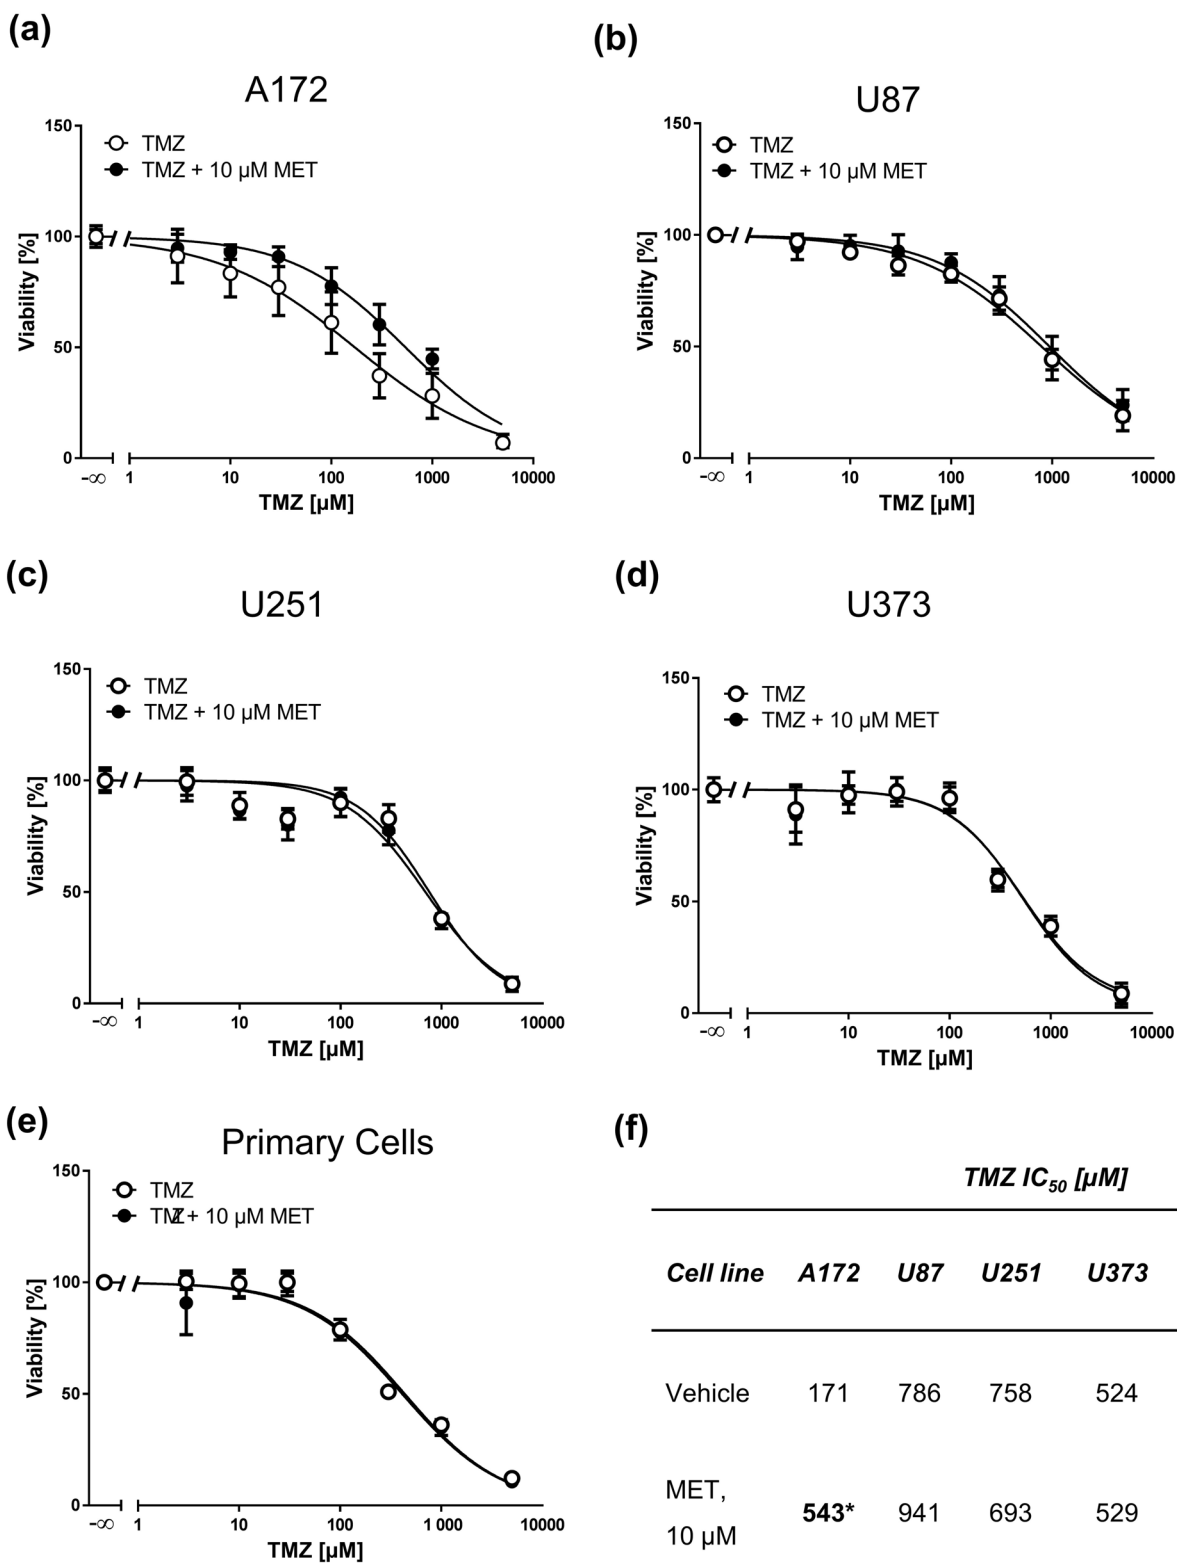 (a)
A172
150
TMZ
TMZ + 10 µM MET
100
Viability [%]
50
0
-∞ 1 10 100 1000 10000
TMZ [µM]
(b)
U87
150
TMZ
TMZ + 10 µM MET
100
Viability [%]
50
0
-∞ 1 10 100 1000 10000
TMZ [µM]
(c)
U251
150
TMZ
TMZ + 10 µM MET
100
Viability [%]
50
0
-∞ 1 10 100 1000 10000
TMZ [µM]
(d)
U373
150
TMZ
TMZ + 10 µM MET
100
Viability [%]
50
0
-∞ 1 10 100 1000 10000
TMZ [µM]
(e)
Primary Cells
150
TMZ
TMZ + 10 µM MET
100
Viability [%]
50
0
-∞ 1 10 100 1 000 10000
TMZ [µM]
(f)
TMZ IC50 [µM]
Cell line A172 U87 U251 U373
Vehicle 171 786 758 524
MET,
10 µM 543* 941 693 529